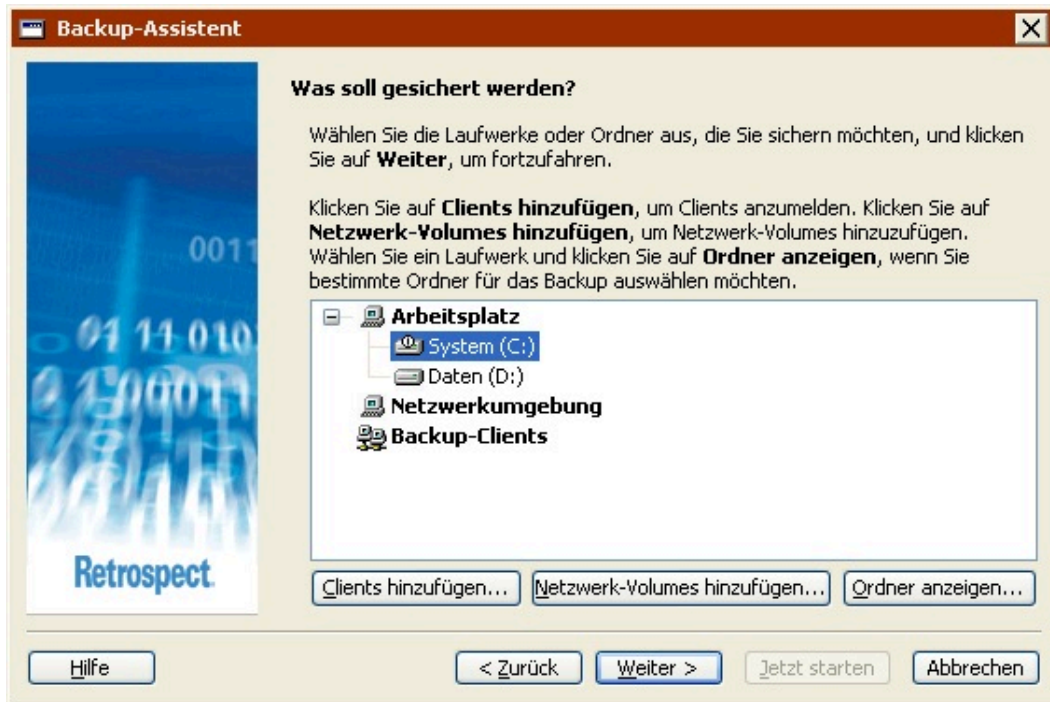 Backup-Assistent
Was soll gesichert werden?
Wählen Sie die Laufwerke oder Ordner aus, die Sie sichern möchten, und klicken
Sie auf Weiter, um fortzufahren.
Klicken Sie auf Clients hinzufügen, um Clients anzumelden. Klicken Sie auf
Netzwerk-Volumes hinzufügen, um Netzwerk-Volumes hinzuzufügen.
Wählen Sie ein Laufwerk und klicken Sie auf Ordner anzeigen, wenn Sie
bestimmte Ordner für das Backup auswählen möchten.
Arbeitsplatz
System (C:)
Daten (D:)
Netzwerkumgebung
Backup-Clients
0011
01 11 010
Retrospect
Clients hinzufügen... Netzwerk-Volumes hinzufügen... Ordner anzeigen...
Hilfe < Zurück Weiter > Jetzt starten Abbrechen